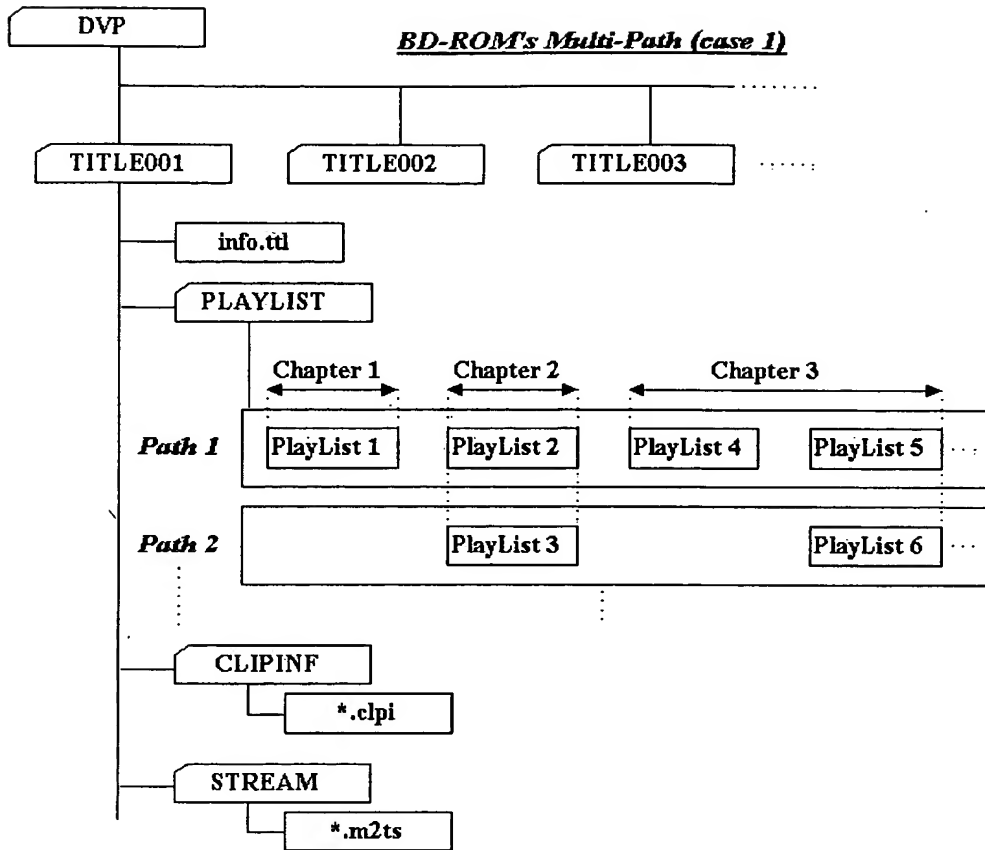 DVP
BD-ROM's Multi-Path (case 1)
TITLE001
TITLE002
TITLE003
info.ttl
PLAYLIST
Chapter 1
Chapter 2
Chapter 3
Path 1
PlayList 1
PlayList 2
PlayList 4
PlayList 5
Path 2
PlayList 3
PlayList 6
CLIPINF
*.clpi
STREAM
*.m2ts